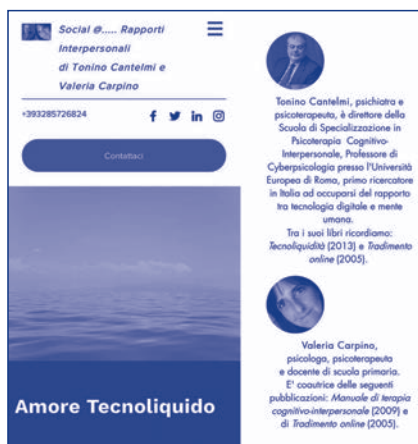 Social @..... Rapporti
Interpersonali
di Tonino Cantelmi e
Valeria Carpino
+393285726824
Contattaci
Amore Tecnoliquido
Tonino Cantelmi, psichiatra e
psicoterapeuta, è direttore della
Scuola di Specializzazione in
Psicoterapia Cognitivo-
Interpersonale, Professore di
Cyberpsicologia presso l'Università
Europea di Roma, primo ricercatore
in Italia ad occuparsi del rapporto
tra tecnologia digitale e mente
umana.
Tra i suoi libri ricordiamo:
Tecnoliquidità (2013) e Tradimento
online (2005).
Valeria Carpino,
psicologa, psicoterapeuta
e docente di scuola primaria.
E' coautrice delle seguenti
pubblicazioni: Manuale di terapia
cognitivo-interpersonale (2009) e
di Tradimento online (2005).